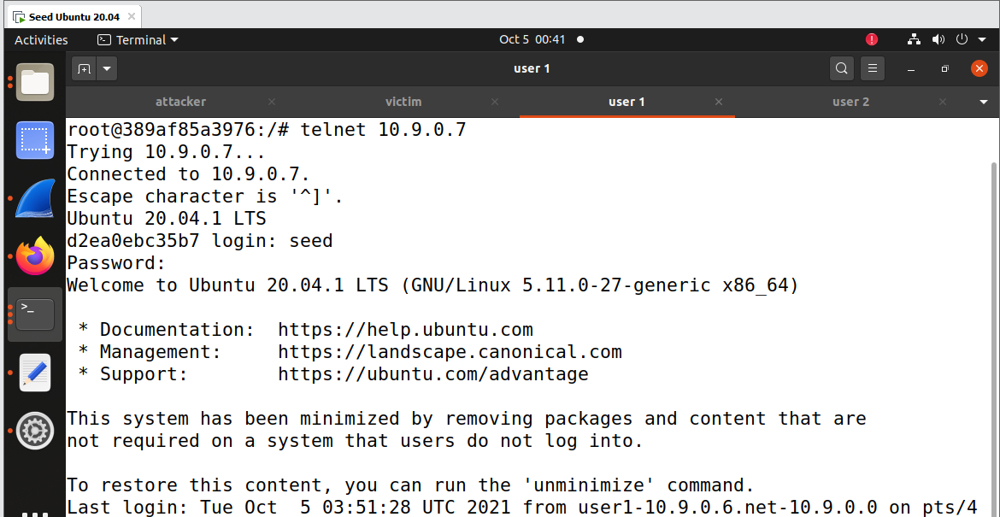 Seed Ubuntu 20.04
Activities Terminal Oct 5 00:41
user 1
attacker victim user 1 user 2
root@389af85a3976:/# telnet 10.9.0.7
Trying 10.9.0.7...
Connected to 10.9.0.7.
Escape character is '^]'.
Ubuntu 20.04.1 LTS
d2ea0ebc35b7 login: seed
Password:
Welcome to Ubuntu 20.04.1 LTS (GNU/Linux 5.11.0-27-generic x86_64)
* Documentation:  https://help.ubuntu.com
* Management:     https://landscape.canonical.com
* Support:        https://ubuntu.com/advantage
This system has been minimized by removing packages and content that are
not required on a system that users do not log into.
To restore this content, you can run the 'unminimize' command.
Last login: Tue Oct  5 03:51:28 UTC 2021 from user1-10.9.0.6.net-10.9.0.0 on pts/4